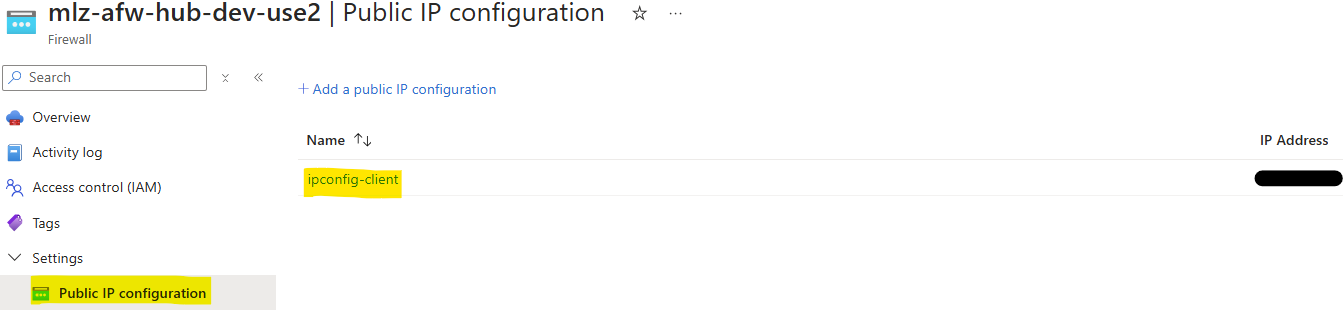 mlz-afw-hub-dev-use2 | Public IP configuration
Firewall
Search
Overview
Activity log
Access control (IAM)
Tags
Settings
Public IP configuration
+ Add a public IP configuration
Name ↑↓ IP Address
ipconfig-client